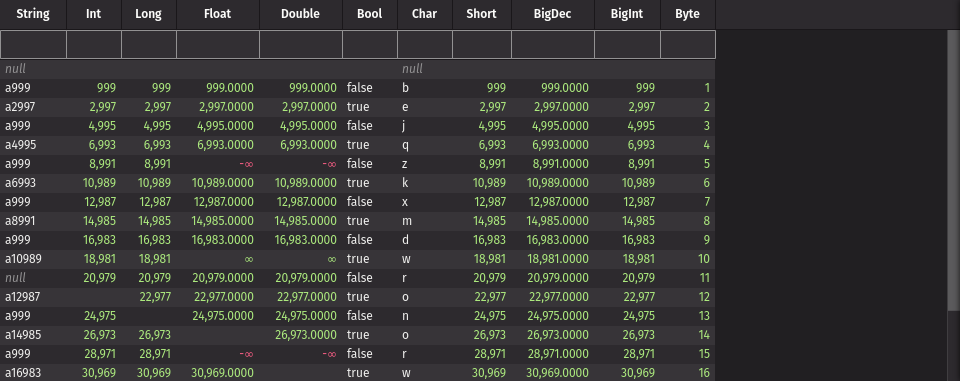 String Int Long Float Double Bool Char Short BigDec BigInt Byte
null null
a999 999 999 999.0000 999.0000 false b 999 999.0000 999 1
a2997 2,997 2,997 2,997.0000 2,997.0000 true e 2,997 2,997.0000 2,997 2
a999 4,995 4,995 4,995.0000 4,995.0000 false j 4,995 4,995.0000 4,995 3
a4995 6,993 6,993 6,993.0000 6,993.0000 true q 6,993 6,993.0000 6,993 4
a999 8,991 8,991 -∞ -∞ false z 8,991 8,991.0000 8,991 5
a6993 10,989 10,989 10,989.0000 10,989.0000 true k 10,989 10,989.0000 10,989 6
a999 12,987 12,987 12,987.0000 12,987.0000 false x 12,987 12,987.0000 12,987 7
a8991 14,985 14,985 14,985.0000 14,985.0000 true m 14,985 14,985.0000 14,985 8
a999 16,983 16,983 16,983.0000 16,983.0000 false d 16,983 16,983.0000 16,983 9
a10989 18,981 18,981 ∞ ∞ true w 18,981 18,981.0000 18,981 10
null 20,979 20,979 20,979.0000 20,979.0000 false r 20,979 20,979.0000 20,979 11
a12987 22,977 22,977.0000 22,977.0000 true o 22,977 22,977.0000 22,977 12
a999 24,975 24,975.0000 24,975.0000 false n 24,975 24,975.0000 24,975 13
a14985 26,973 26,973 26,973.0000 true o 26,973 26,973.0000 26,973 14
a999 28,971 28,971 -∞ -∞ false r 28,971 28,971.0000 28,971 15
a16983 30,969 30,969 30,969.0000 true w 30,969 30,969.0000 30,969 16